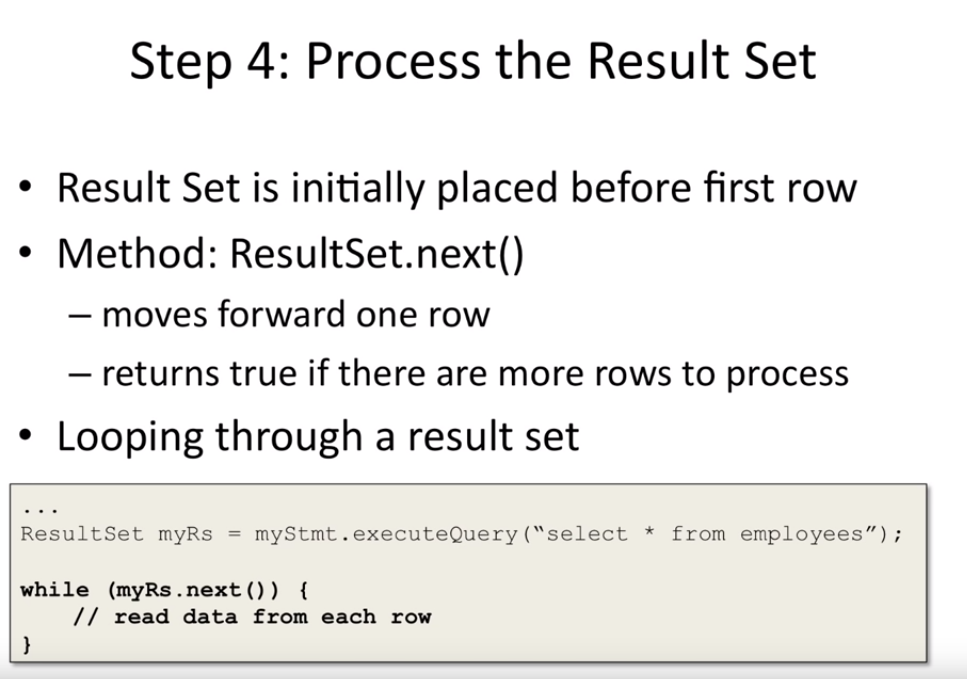 Step 4: Process the Result Set
• Result Set is initially placed before first row
• Method: ResultSet.next()
– moves forward one row
– returns true if there are more rows to process
• Looping through a result set
...
ResultSet myRs = myStmt.executeQuery(“select * from employees”);
while (myRs.next()) {
// read data from each row
}